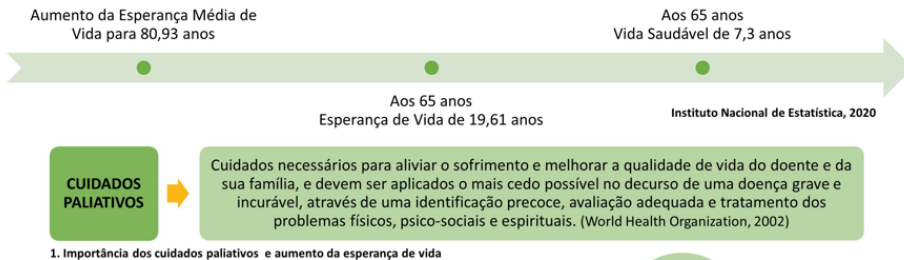 Aumento da Esperança Média de
Vida para 80,93 anos
Aos 65 anos
Vida Saudável de 7,3 anos
Aos 65 anos
Esperança de Vida de 19,61 anos
Instituto Nacional de Estatística, 2020
CUIDADOS
PALIATIVOS
Cuidados necessários para aliviar o sofrimento e melhorar a qualidade de vida do doente e da
sua família, e devem ser aplicados o mais cedo possível no decurso de uma doença grave e
incurável, através de uma identificação precoce, avaliação adequada e tratamento dos
problemas físicos, psico-sociais e espirituais. (World Health Organization, 2002)
1. Importância dos cuidados paliativos e aumento da esperança de vida